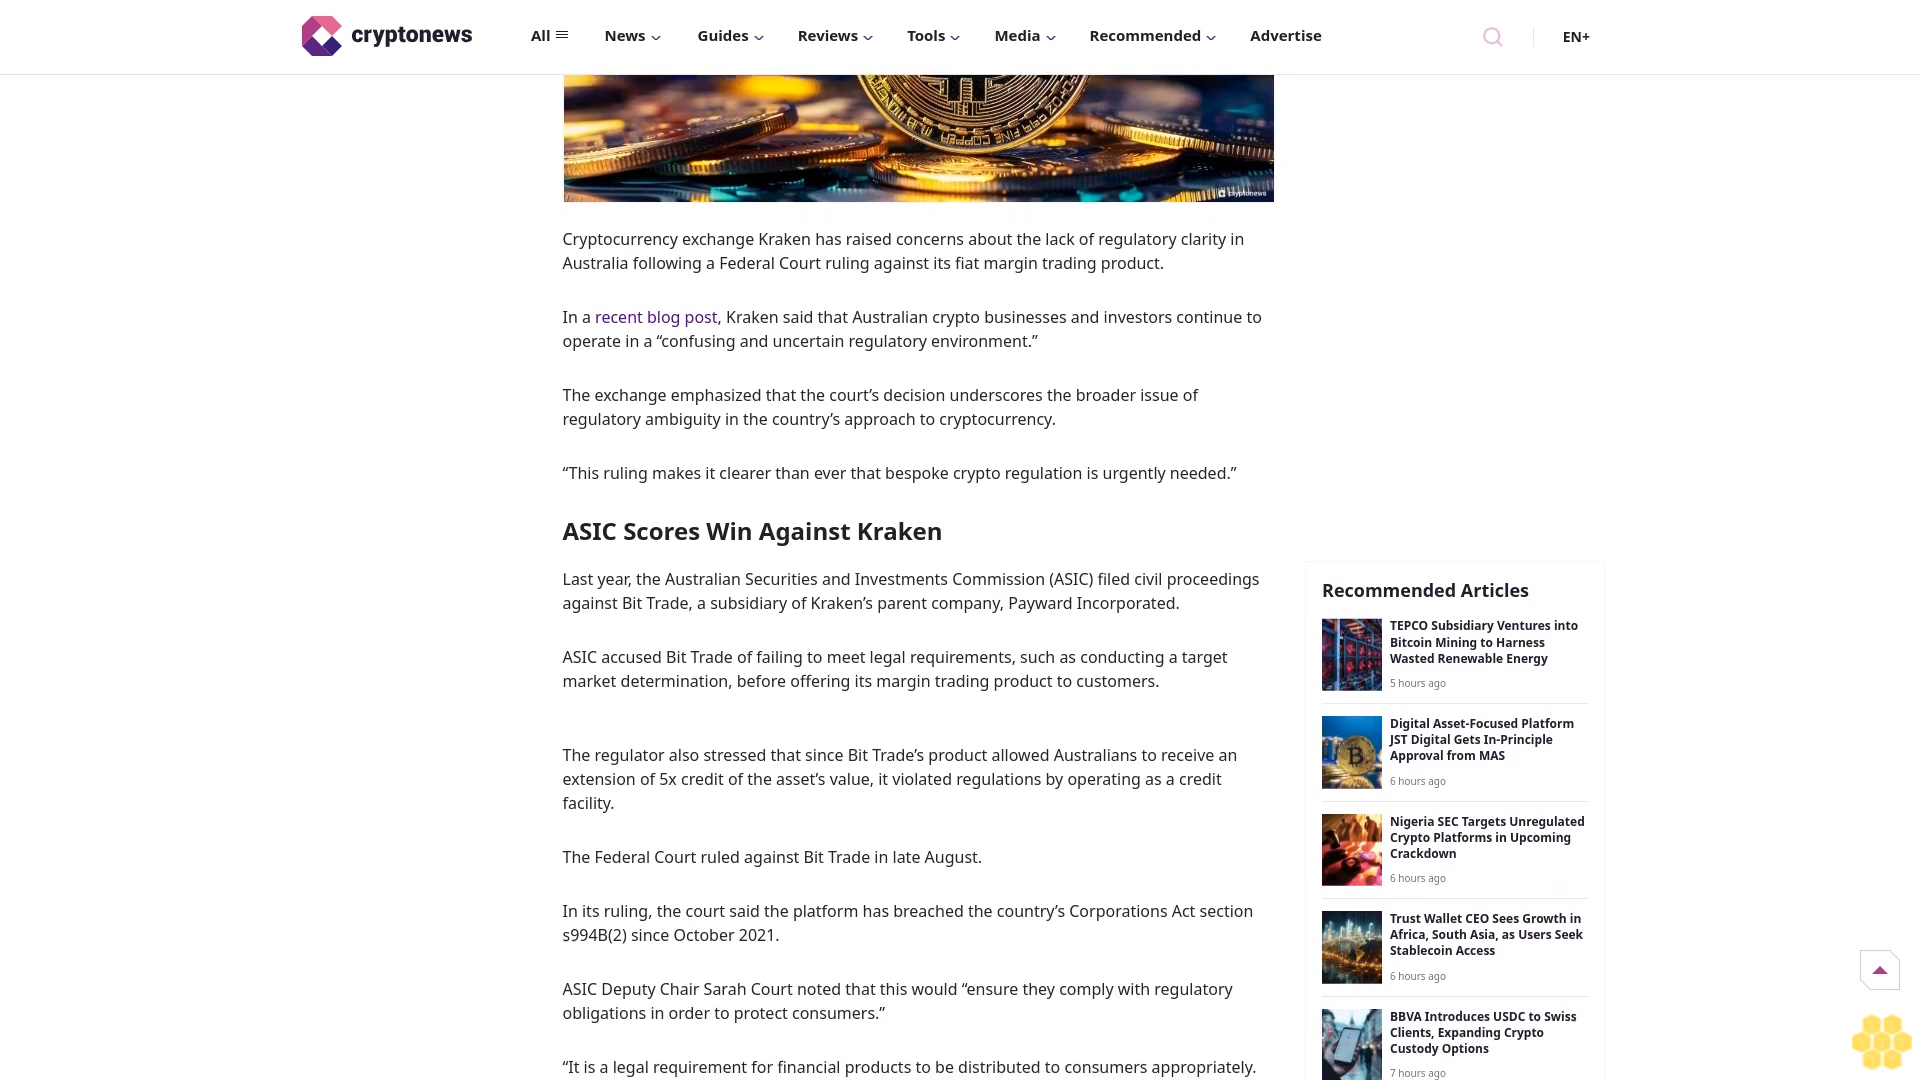 cryptonews
All
News
Guides
Reviews
Tools
Media
Recommended
Advertise
EN+
cryptonews
Cryptocurrency exchange Kraken has raised concerns about the lack of regulatory clarity in
Australia following a Federal Court ruling against its fiat margin trading product.
In a recent blog post, Kraken said that Australian crypto businesses and investors continue to
operate in a “confusing and uncertain regulatory environment.”
The exchange emphasized that the court’s decision underscores the broader issue of
regulatory ambiguity in the country’s approach to cryptocurrency.
“This ruling makes it clearer than ever that bespoke crypto regulation is urgently needed.”
ASIC Scores Win Against Kraken
Last year, the Australian Securities and Investments Commission (ASIC) filed civil proceedings
against Bit Trade, a subsidiary of Kraken’s parent company, Payward Incorporated.
ASIC accused Bit Trade of failing to meet legal requirements, such as conducting a target
market determination, before offering its margin trading product to customers.
The regulator also stressed that since Bit Trade’s product allowed Australians to receive an
extension of 5x credit of the asset’s value, it violated regulations by operating as a credit
facility.
The Federal Court ruled against Bit Trade in late August.
In its ruling, the court said the platform has breached the country’s Corporations Act section
s994B(2) since October 2021.
ASIC Deputy Chair Sarah Court noted that this would “ensure they comply with regulatory
obligations in order to protect consumers.”
“It is a legal requirement for financial products to be distributed to consumers appropriately.
Recommended Articles
TEPCO Subsidiary Ventures into
Bitcoin Mining to Harness
Wasted Renewable Energy
5 hours ago
Digital Asset-Focused Platform
JST Digital Gets In-Principle
Approval from MAS
6 hours ago
Nigeria SEC Targets Unregulated
Crypto Platforms in Upcoming
Crackdown
6 hours ago
Trust Wallet CEO Sees Growth in
Africa, South Asia, as Users Seek
Stablecoin Access
6 hours ago
BBVA Introduces USDC to Swiss
Clients, Expanding Crypto
Custody Options
7 hours ago